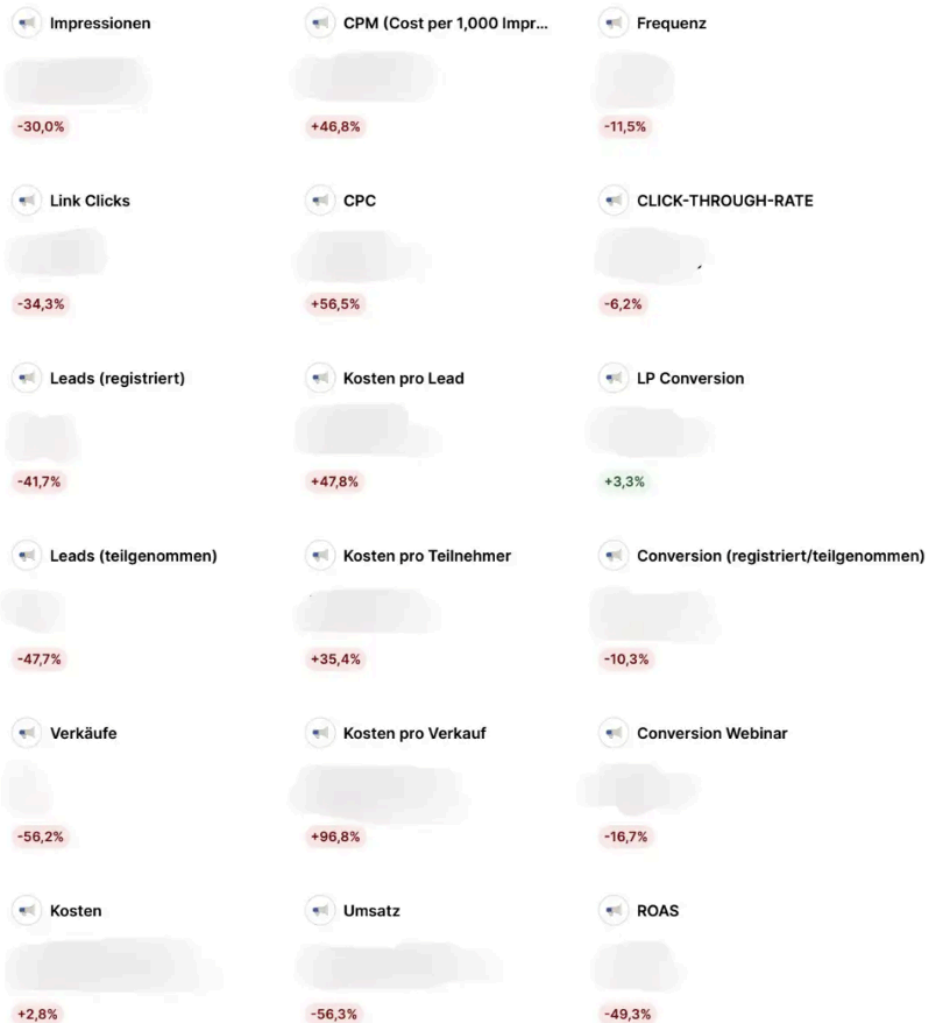 Impressionen
CPM (Cost per 1,000 Impr...
Frequenz
-30,0%
+46,8%
-11,5%
Link Clicks
CPC
CLICK-THROUGH-RATE
-34,3%
+56,5%
-6,2%
Leads (registriert)
Kosten pro Lead
LP Conversion
-41,7%
+47,8%
+3,3%
Leads (teilgenommen)
Kosten pro Teilnehmer
Conversion (registriert/teilgenommen)
-47,7%
+35,4%
-10,3%
Verkäufe
Kosten pro Verkauf
Conversion Webinar
-56,2%
+96,8%
-16,7%
Kosten
Umsatz
ROAS
+2,8%
-56,3%
-49,3%